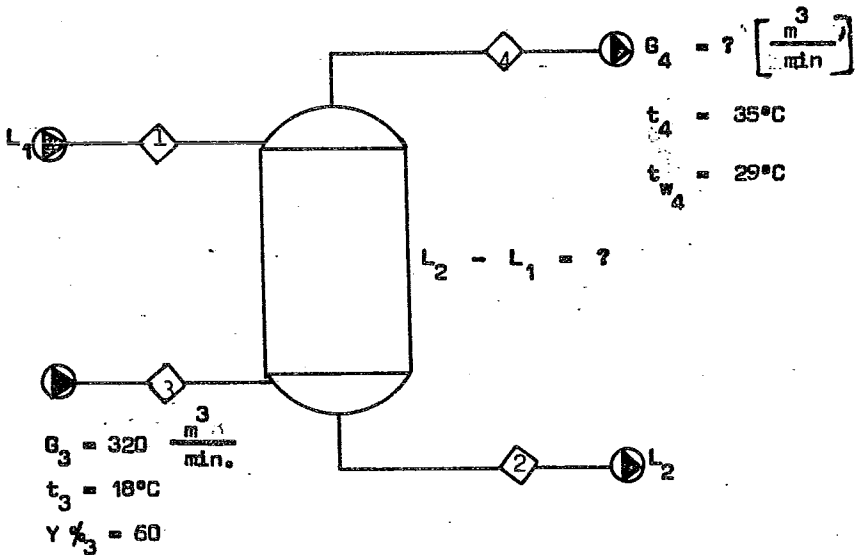 G₄ = ? [m³/min]
t₄ = 35°C
t_w₄ = 29°C
4
L₁
1
L₂ - L₁ = ?
3
G₃ = 320 m³/min.
t₃ = 18°C
Y %₃ = 60
2
L₂